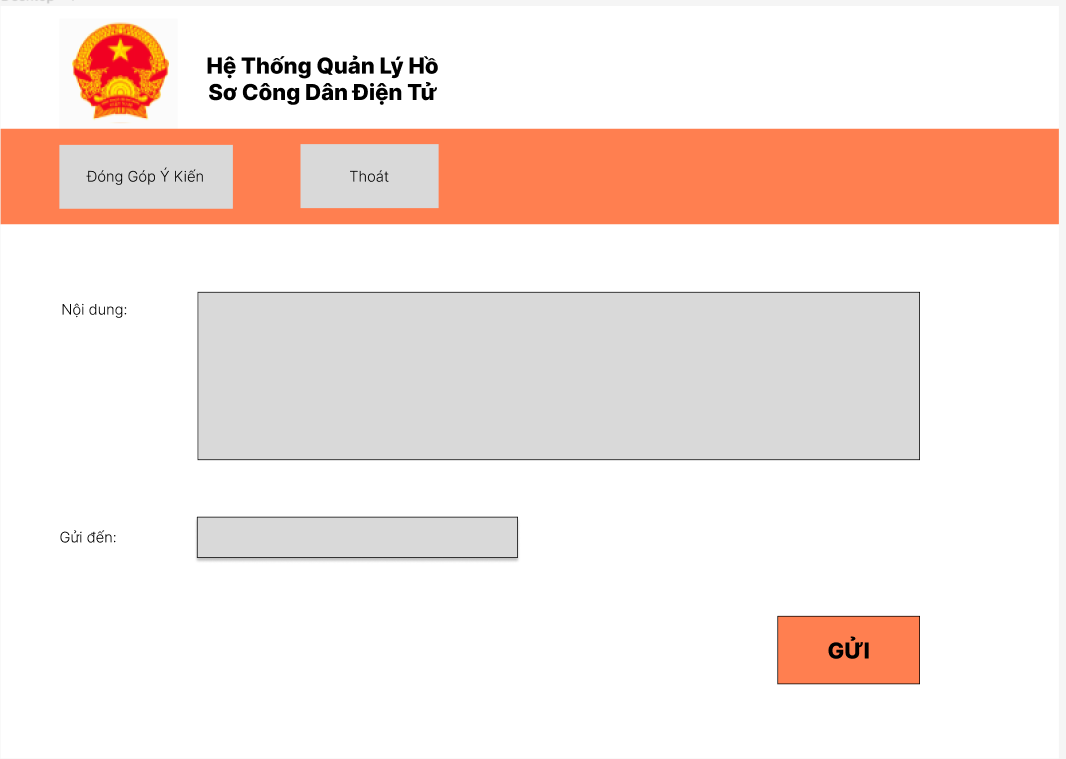 Hệ Thống Quản Lý Hồ
Sơ Công Dân Điện Tử
Đóng Góp Ý Kiến
Thoát
Nội dung:
Gửi đến:
GỬI